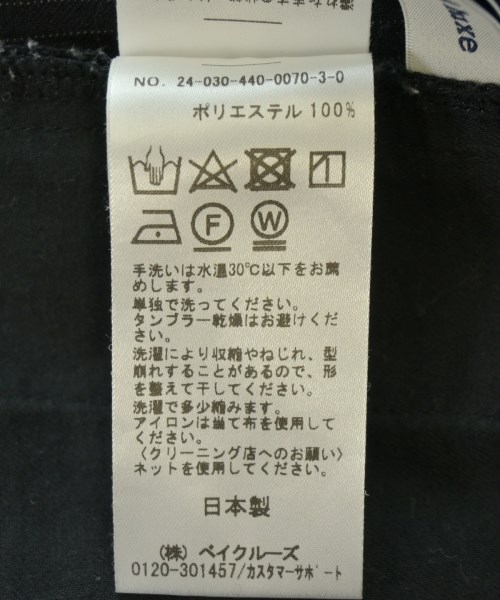 NO. 24-030-440-0070-3-0
ポリエステル 100%
F
W
手洗いは水温30℃以下をお薦
めします。
単独で洗ってください。
タンブラー乾燥はお避けくだ
さい。
洗濯により収縮やねじれ、型
崩れすることがあるので、形
を整えて干してください。
洗濯で多少縮みます。
アイロンは当て布を使用して
ください。
〈クリーニング店へのお願い〉
ネットを使用してください。
日本製
(株) ベイクルーズ
0120-301457/カスタマーサポート